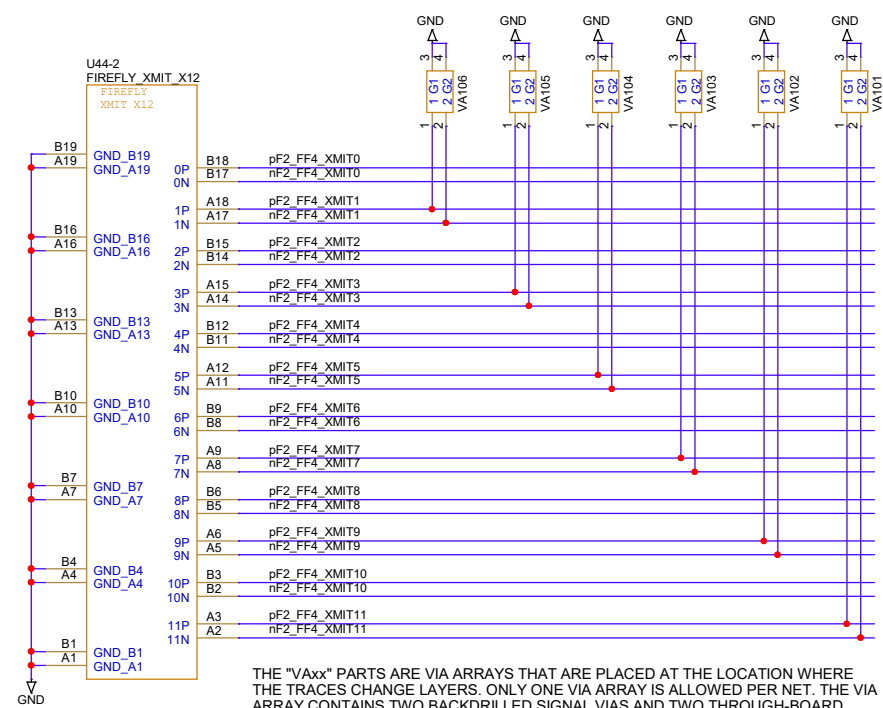 GND GND GND GND GND GND
3 4 3 4 3 4 3 4 3 4 3 4
1 G1 1 G1 1 G1 1 G1 1 G1 1 G1
2 G2 2 G2 2 G2 2 G2 2 G2 2 G2
VA106 VA105 VA104 VA103 VA102 VA101
1 2 1 2 1 2 1 2 1 2 1 2
U44-2
FIREFLY_XMIT_X12
FIREFLY
XMIT X12
B19 GND_B19
A19 GND_A19
0P B18 pF2_FF4_XMIT0
0N B17 nF2_FF4_XMIT0
1P A18 pF2_FF4_XMIT1
1N A17 nF2_FF4_XMIT1
B16 GND_B16
A16 GND_A16
2P B15 pF2_FF4_XMIT2
2N B14 nF2_FF4_XMIT2
3P A15 pF2_FF4_XMIT3
3N A14 nF2_FF4_XMIT3
B13 GND_B13
A13 GND_A13
4P B12 pF2_FF4_XMIT4
4N B11 nF2_FF4_XMIT4
5P A12 pF2_FF4_XMIT5
5N A11 nF2_FF4_XMIT5
B10 GND_B10
A10 GND_A10
6P B9 pF2_FF4_XMIT6
6N B8 nF2_FF4_XMIT6
7P A9 pF2_FF4_XMIT7
7N A8 nF2_FF4_XMIT7
B7 GND_B7
A7 GND_A7
8P B6 pF2_FF4_XMIT8
8N B5 nF2_FF4_XMIT8
9P A6 pF2_FF4_XMIT9
9N A5 nF2_FF4_XMIT9
B4 GND_B4
A4 GND_A4
10P B3 pF2_FF4_XMIT10
10N B2 nF2_FF4_XMIT10
11P A3 pF2_FF4_XMIT11
11N A2 nF2_FF4_XMIT11
B1 GND_B1
A1 GND_A1
GND
THE "VAxx" PARTS ARE VIA ARRAYS THAT ARE PLACED AT THE LOCATION WHERE
THE TRACES CHANGE LAYERS. ONLY ONE VIA ARRAY IS ALLOWED PER NET. THE VIA
ARRAY CONTAINS TWO BACKDRILLED SIGNAL VIAS AND TWO THROUGH-BOARD